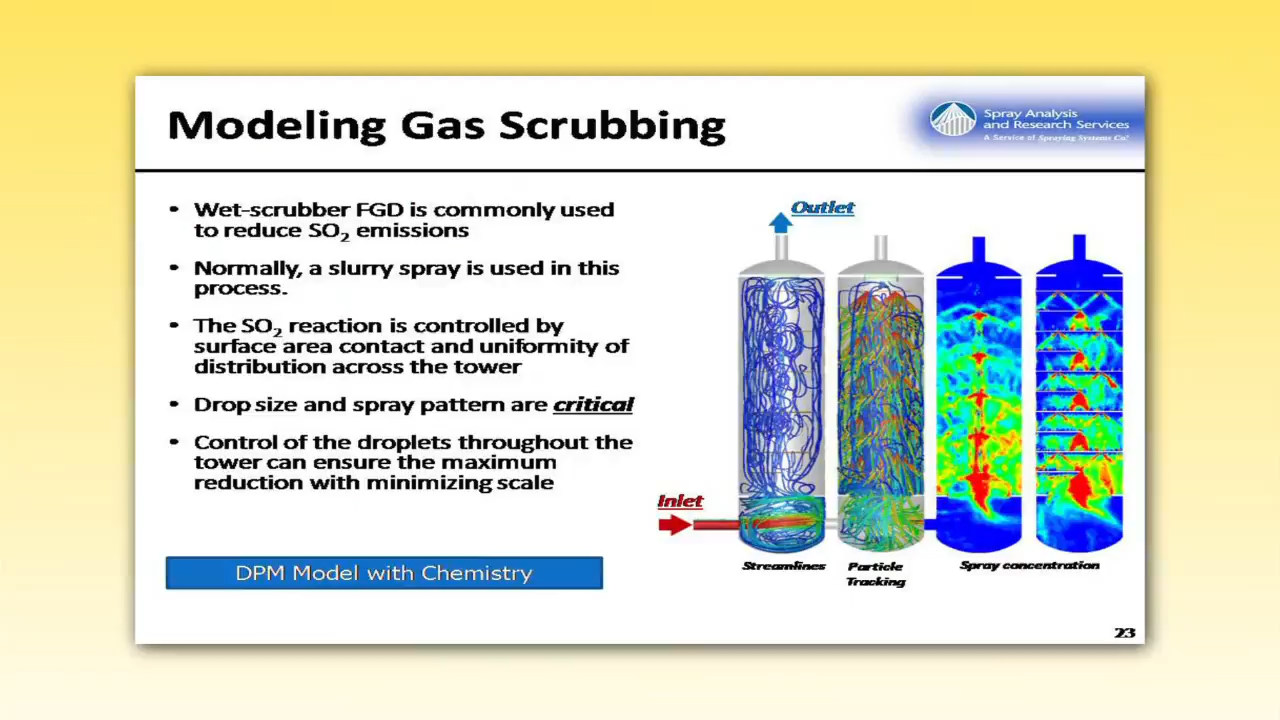 Modeling Gas Scrubbing
Spray Analysis
and Research Services
A Service of Spraying Systems Co.®
• Wet-scrubber FGD is commonly used
to reduce SO₂ emissions
• Normally, a slurry spray is used in this
process.
• The SO₂ reaction is controlled by
surface area contact and uniformity of
distribution across the tower
• Drop size and spray pattern are critical
• Control of the droplets throughout the
tower can ensure the maximum
reduction with minimizing scale
DPM Model with Chemistry
Outlet
Inlet
Streamlines
Particle
Tracking
Spray concentration
23